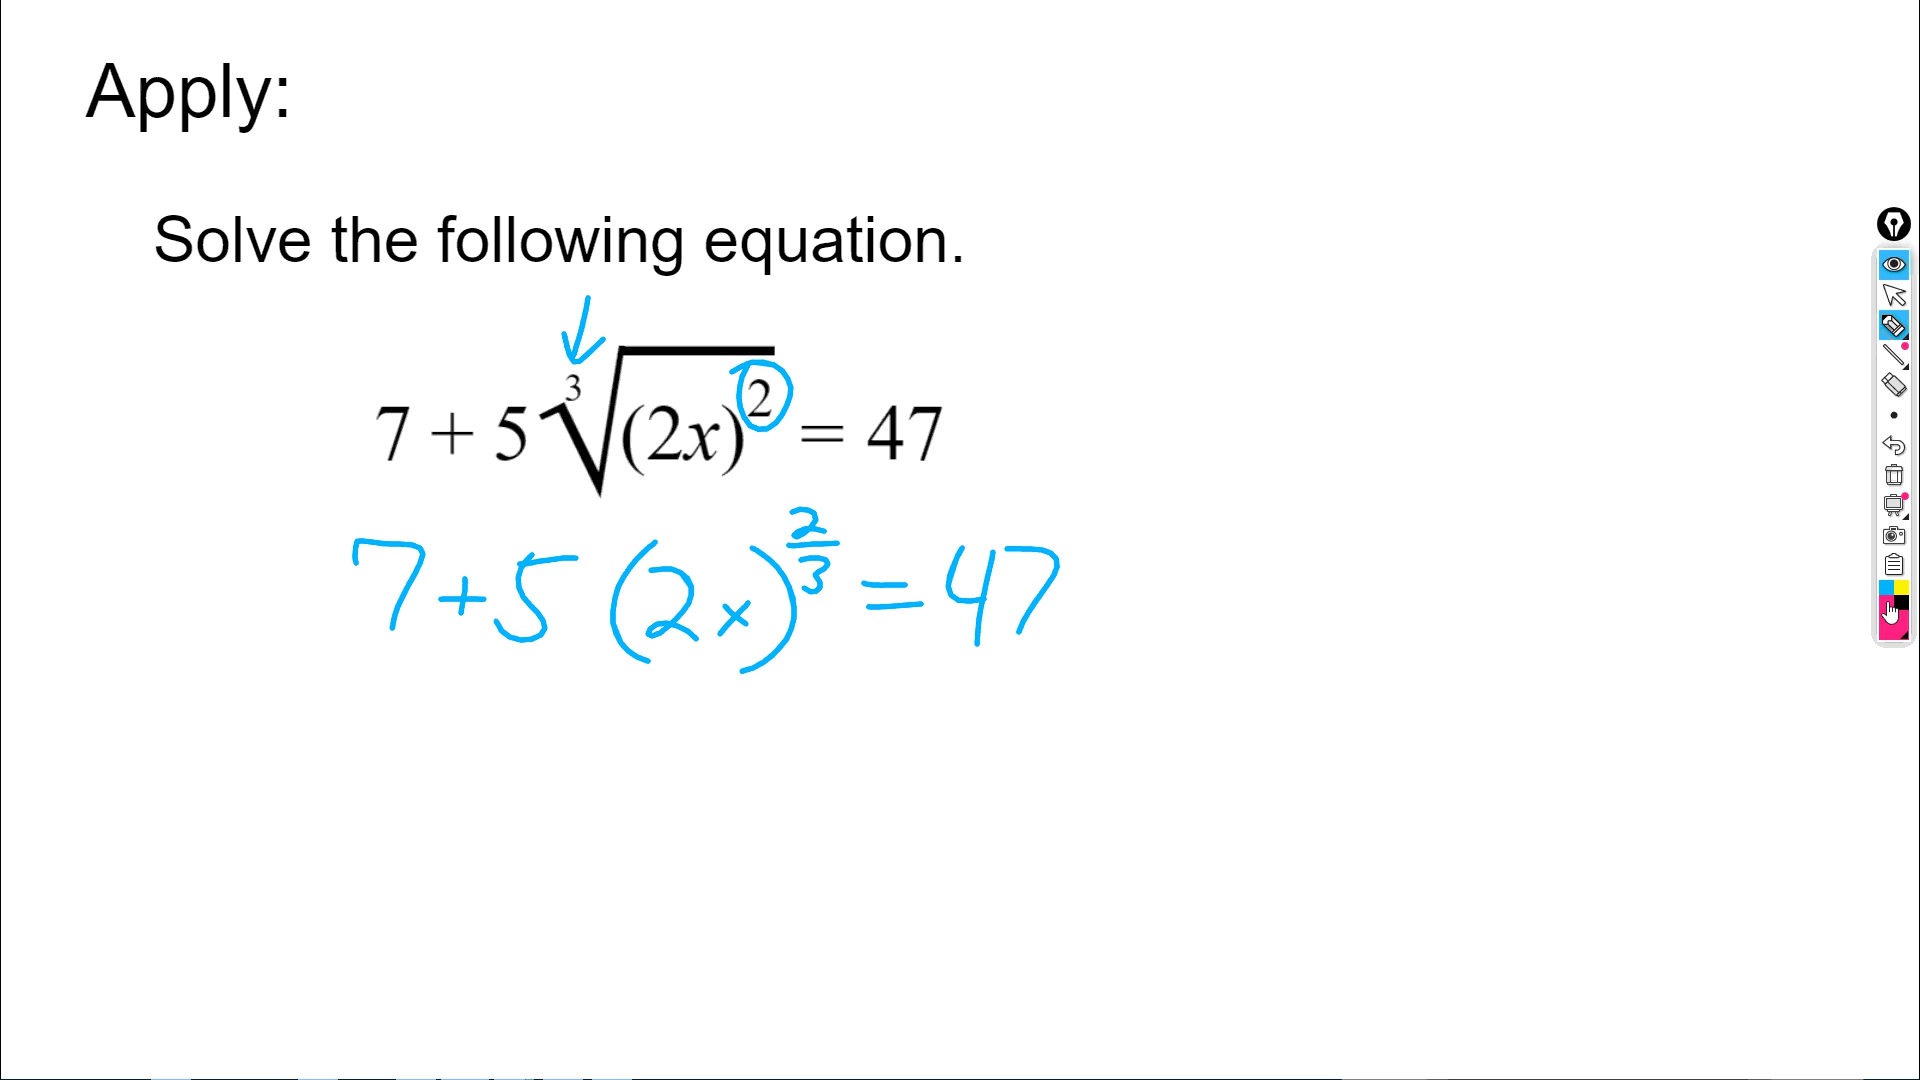 Apply:
Solve the following equation.
7 + 5∛(2x)² = 47
7 + 5 (2x)^(2/3) = 47